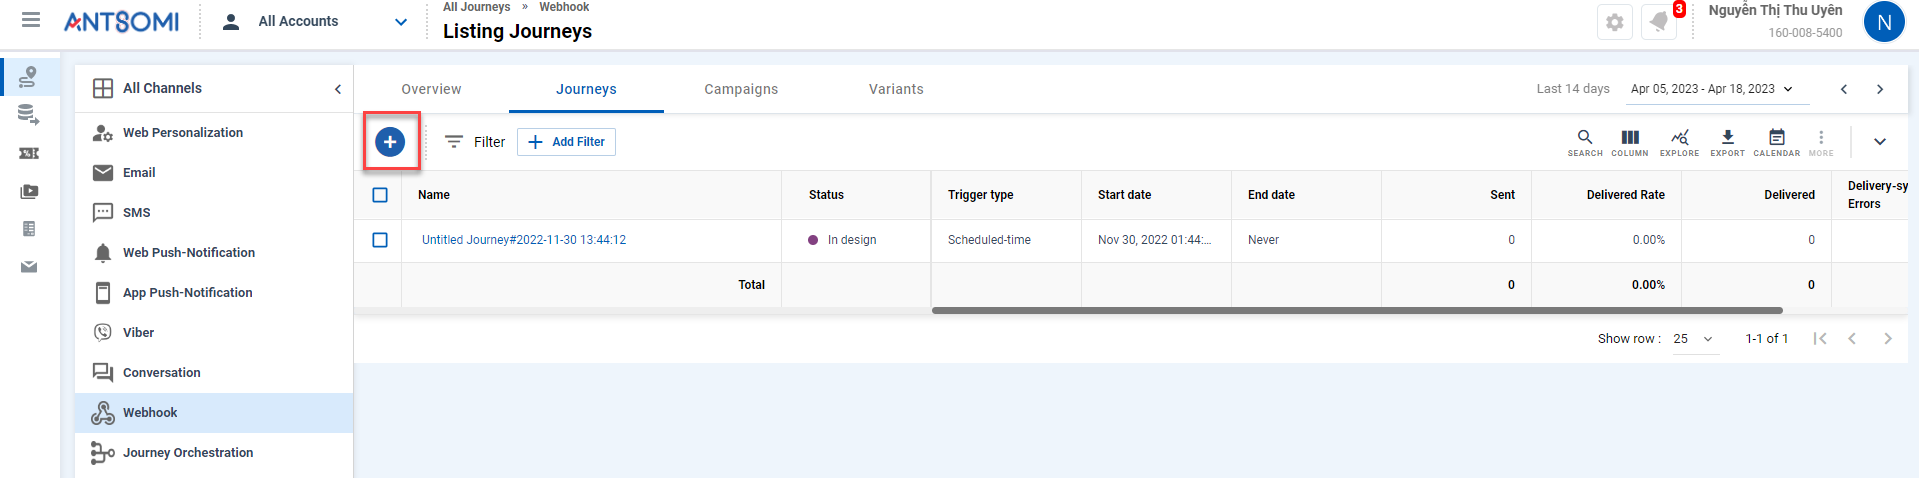 ANTSOMI
All Accounts
All Journeys » Webhook
Listing Journeys
3
Nguyễn Thị Thu Uyên
160-008-5400
N
All Channels
Web Personalization
Email
SMS
Web Push-Notification
App Push-Notification
Viber
Conversation
Webhook
Journey Orchestration
Overview Journeys Campaigns Variants
Last 14 days Apr 05, 2023 - Apr 18, 2023
Filter Add Filter
SEARCH COLUMN EXPLORE EXPORT CALENDAR MORE
Name Status Trigger type Start date End date Sent Delivered Rate Delivered Delivery-sy
Errors
Untitled Journey#2022-11-30 13:44:12 In design Scheduled-time Nov 30, 2022 01:44:... Never 0 0.00% 0
Total 0 0.00% 0
Show row : 25 1-1 of 1